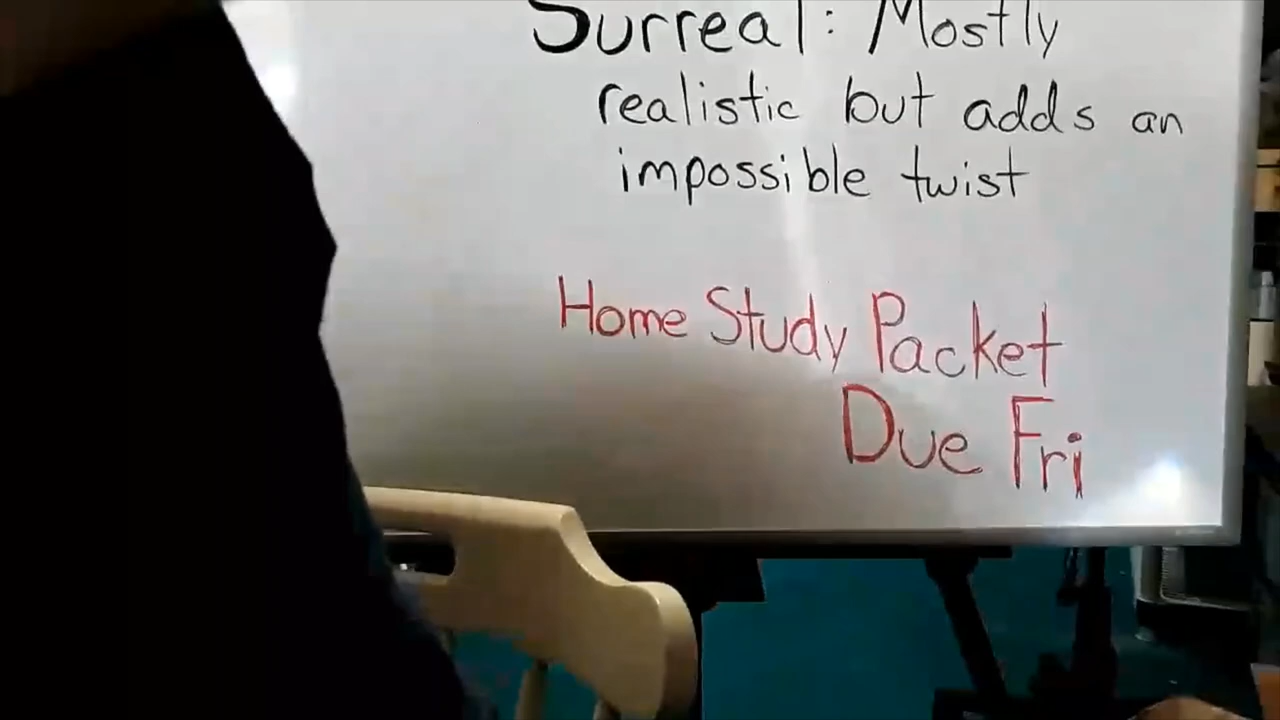 Surreal: Mostly
realistic but adds an
impossible twist
Home Study Packet
Due Fri